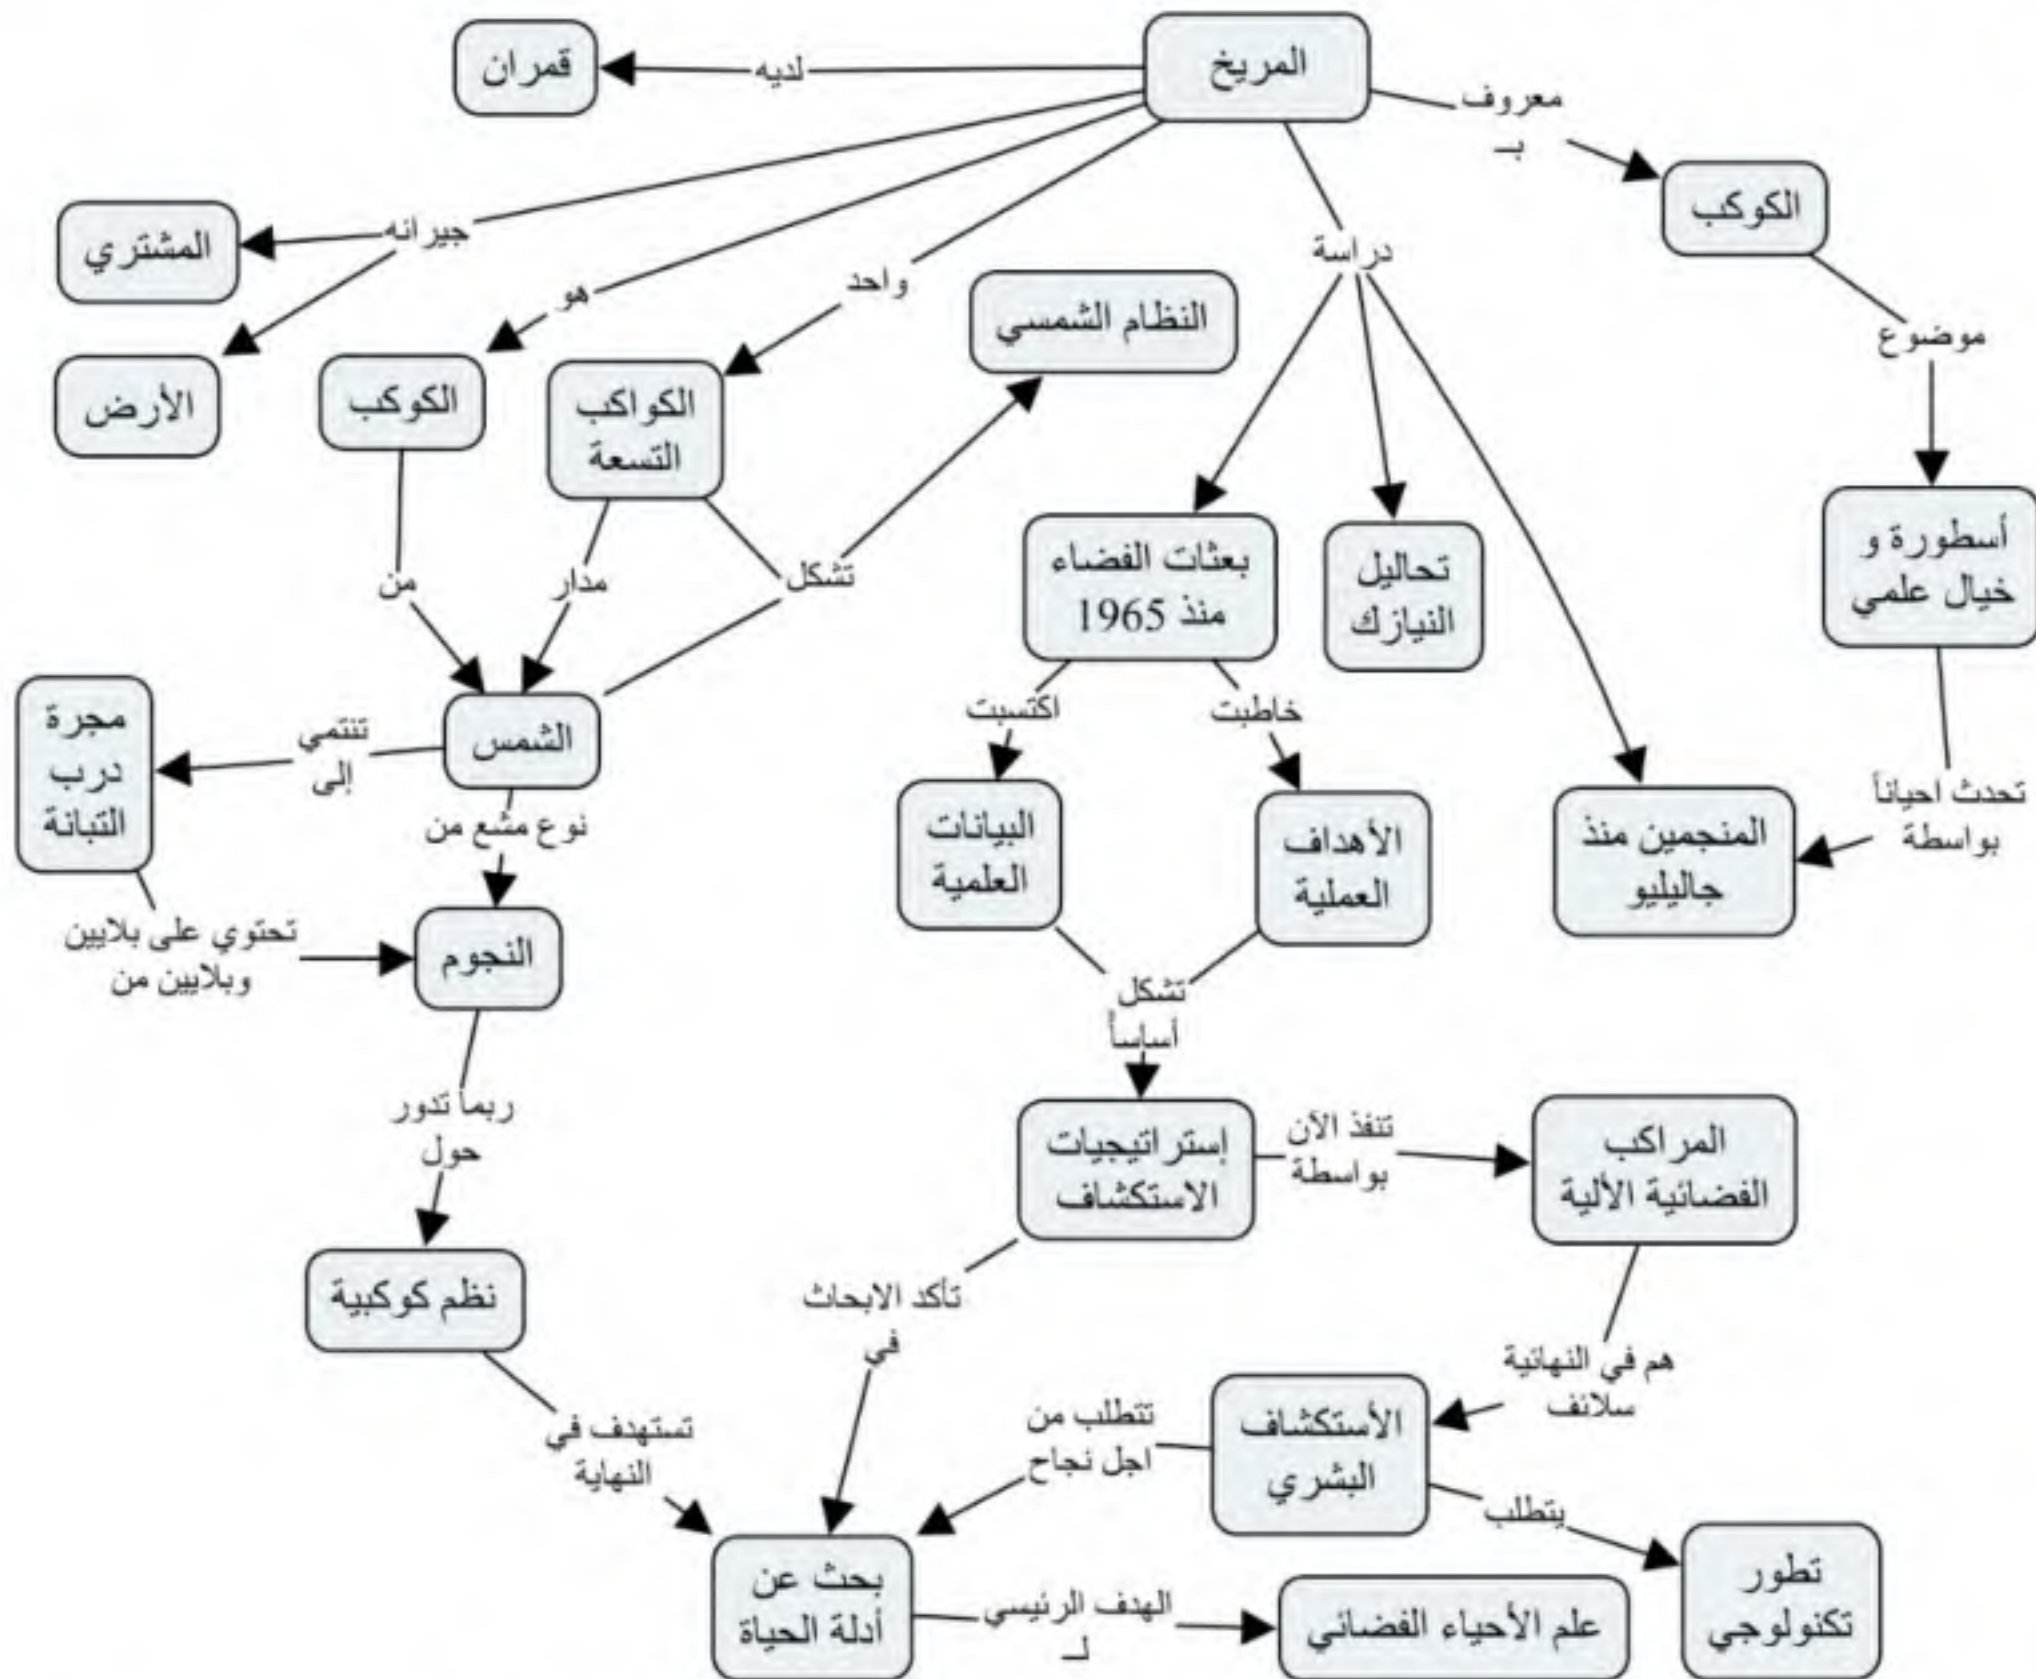 المريخ
لديه
قمران
معروف
بـ
الكوكب
جيرانه
المشتري
الأرض
هو
الكوكب
واحد
الكواكب
التسعة
النظام الشمسي
دراسة
موضوع
أسطورة و
خيال علمي
بعثات الفضاء
منذ 1965
تحاليل
النيازك
من
مدار
تشكل
الشمس
تنتمي
إلى
مجرة
درب
التبانة
اكتسبت
خاطبت
البيانات
العلمية
الأهداف
العملية
المنجمين منذ
جاليليو
تحدث احياناً
بواسطة
نوع مشع من
النجوم
تحتوي على بلايين
وبلايين من
تشكل
أساساً
ربما تدور
حول
إستراتيجيات
الاستكشاف
تنفذ الآن
بواسطة
المراكب
الفضائية الألية
نظم كوكبية
تأكد الابحاث
في
هم في النهائية
سلائف
الأستكشاف
البشري
تتطلب من
اجل نجاح
تستهدف في
النهاية
يتطلب
تطور
تكنولوجي
بحث عن
أدلة الحياة
الهدف الرئيسي
لـ
علم الأحياء الفضائي